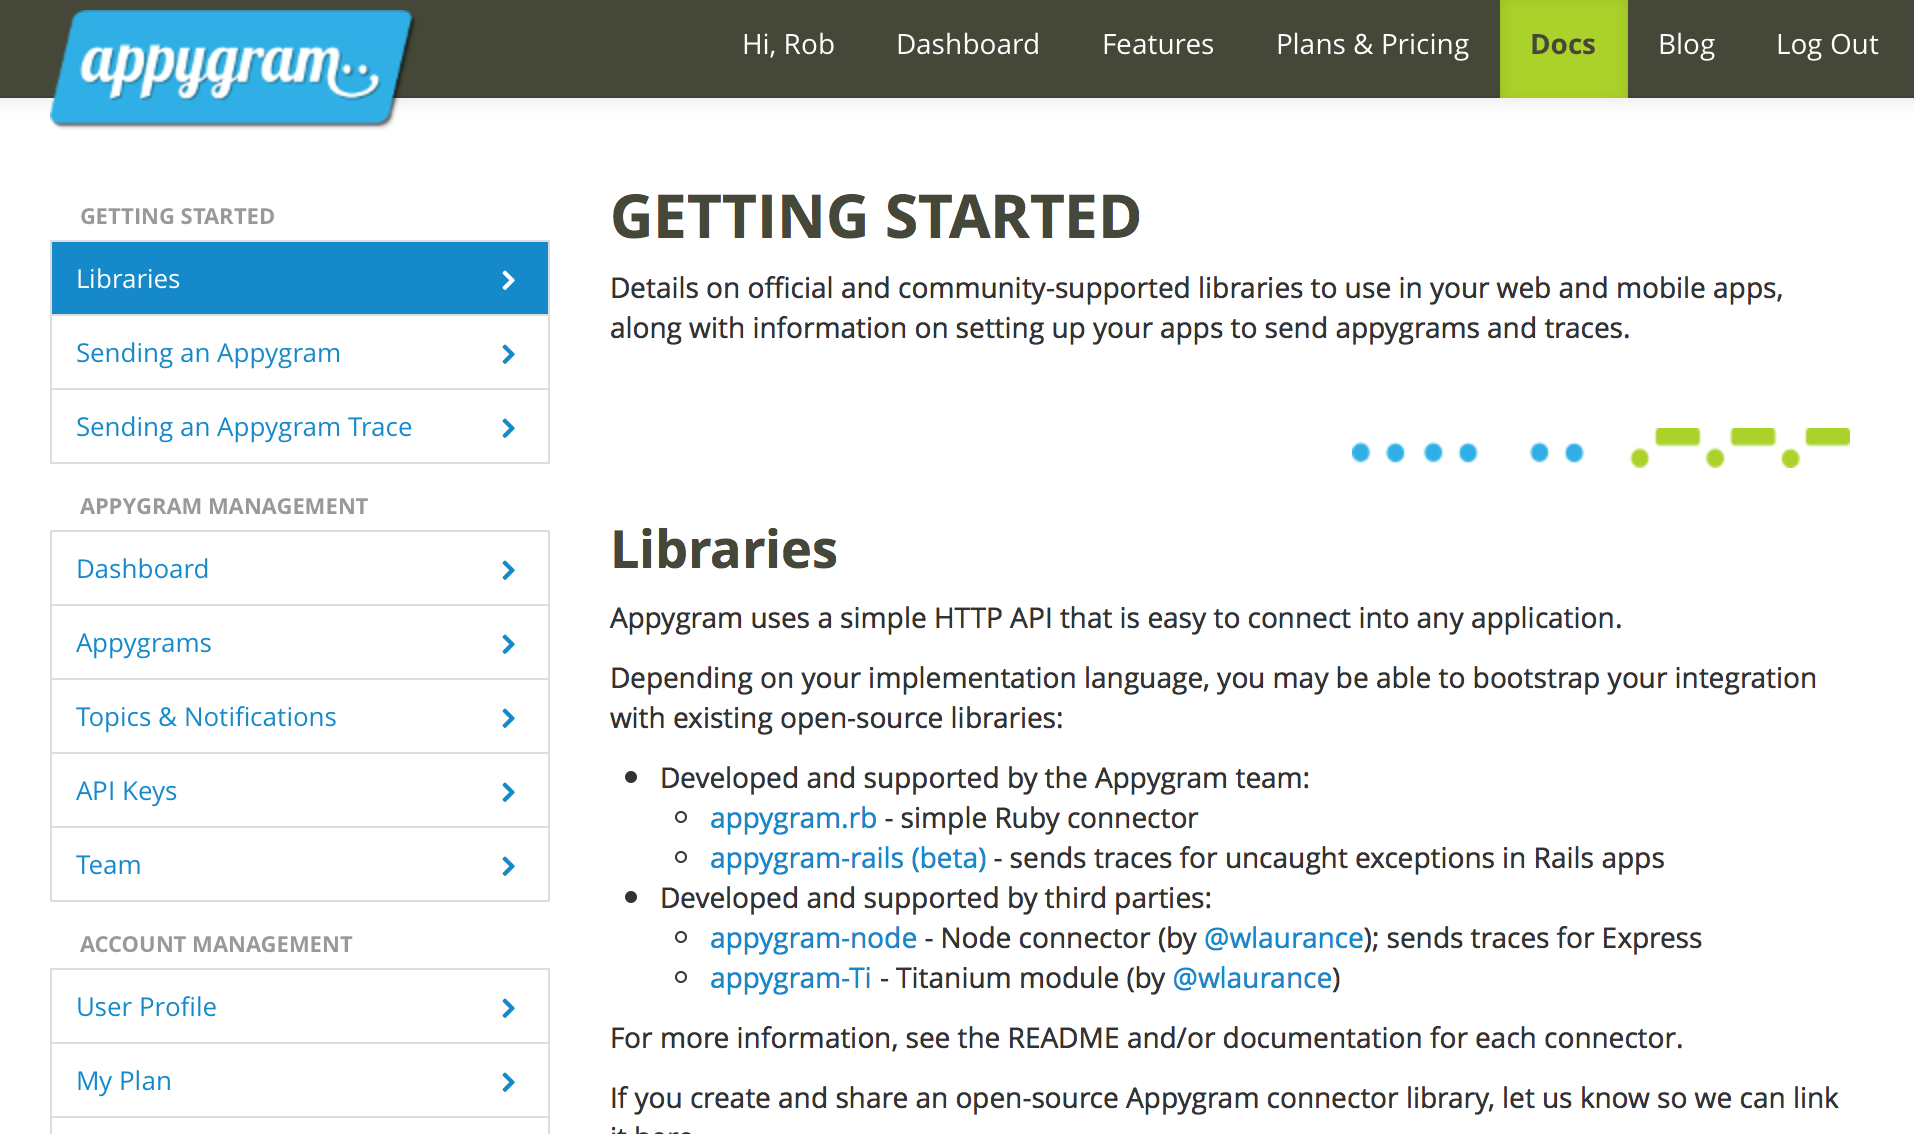 appygram
Hi, Rob
Dashboard
Features
Plans & Pricing
Docs
Blog
Log Out
GETTING STARTED
Libraries
Sending an Appygram
Sending an Appygram Trace
APPYGRAM MANAGEMENT
Dashboard
Appygrams
Topics & Notifications
API Keys
Team
ACCOUNT MANAGEMENT
User Profile
My Plan
GETTING STARTED
Details on official and community-supported libraries to use in your web and mobile apps,
along with information on setting up your apps to send appygrams and traces.
Libraries
Appygram uses a simple HTTP API that is easy to connect into any application.
Depending on your implementation language, you may be able to bootstrap your integration
with existing open-source libraries:
Developed and supported by the Appygram team:
appygram.rb - simple Ruby connector
appygram-rails (beta) - sends traces for uncaught exceptions in Rails apps
Developed and supported by third parties:
appygram-node - Node connector (by @wlaurance); sends traces for Express
appygram-Ti - Titanium module (by @wlaurance)
For more information, see the README and/or documentation for each connector.
If you create and share an open-source Appygram connector library, let us know so we can link